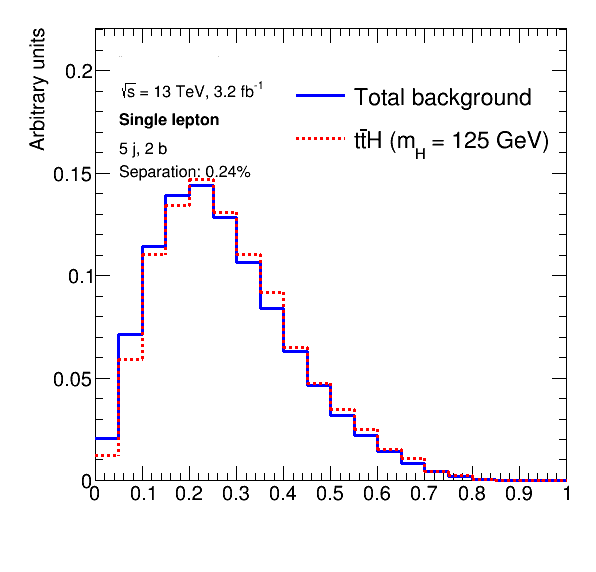 Arbitrary units
√s = 13 TeV, 3.2 fb⁻¹
Single lepton
5 j, 2 b
Separation: 0.24%
Total background
tt̄H (m_H = 125 GeV)
0.2
0.15
0.1
0.05
0
0 0.1 0.2 0.3 0.4 0.5 0.6 0.7 0.8 0.9 1